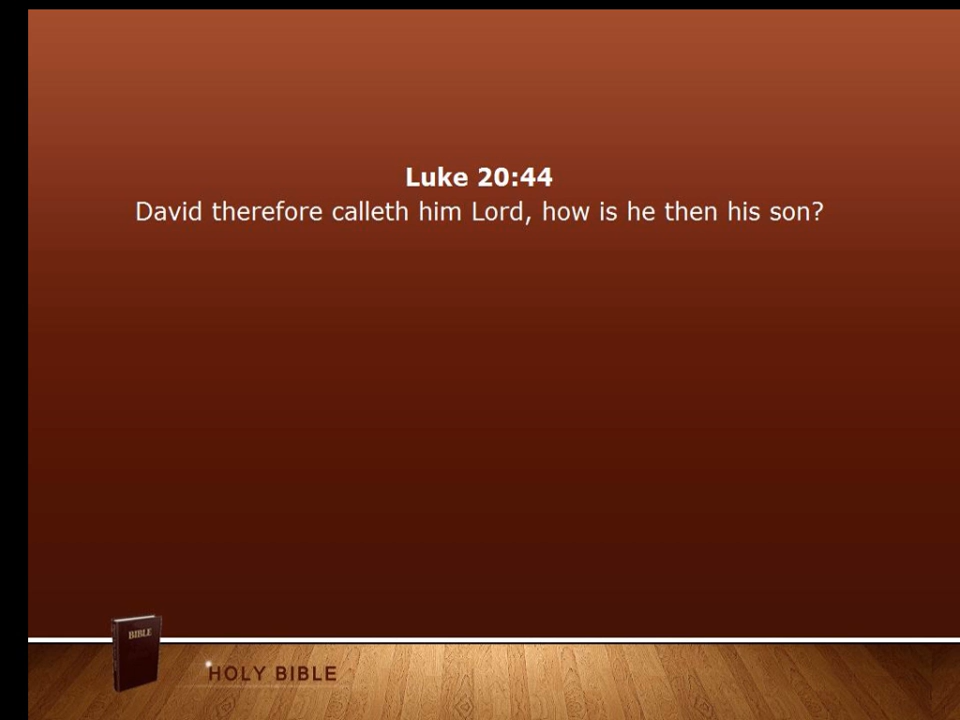 Luke 20:44
David therefore calleth him Lord, how is he then his son?
BIBLE
HOLY BIBLE